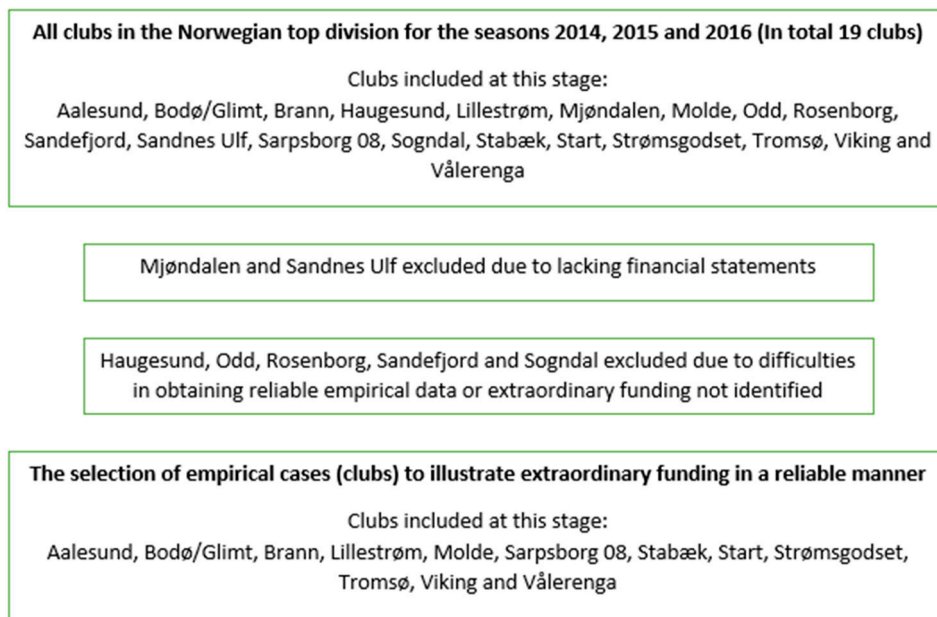 All clubs in the Norwegian top division for the seasons 2014, 2015 and 2016 (In total 19 clubs)
Clubs included at this stage:
Aalesund, Bodø/Glimt, Brann, Haugesund, Lillestrøm, Mjøndalen, Molde, Odd, Rosenborg,
Sandefjord, Sandnes Ulf, Sarpsborg 08, Sogndal, Stabæk, Start, Strømsgodset, Tromsø, Viking and
Vålerenga
Mjøndalen and Sandnes Ulf excluded due to lacking financial statements
Haugesund, Odd, Rosenborg, Sandefjord and Sogndal excluded due to difficulties
in obtaining reliable empirical data or extraordinary funding not identified
The selection of empirical cases (clubs) to illustrate extraordinary funding in a reliable manner
Clubs included at this stage:
Aalesund, Bodø/Glimt, Brann, Lillestrøm, Molde, Sarpsborg 08, Stabæk, Start, Strømsgodset,
Tromsø, Viking and Vålerenga